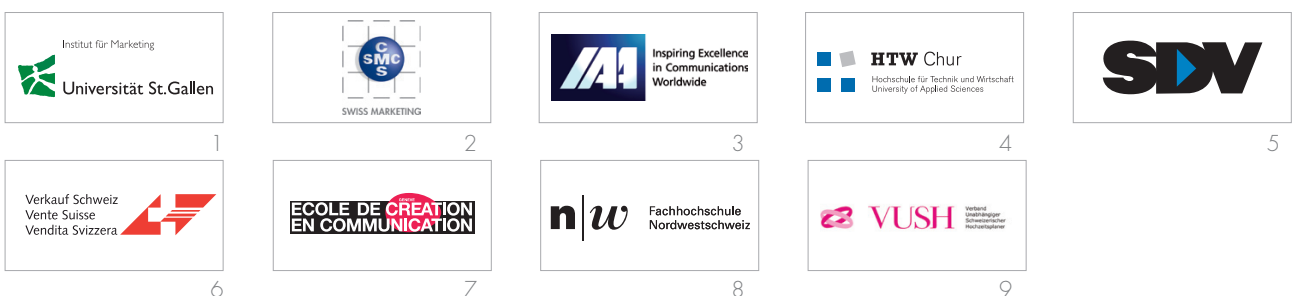 Institut für Marketing
Universität St.Gallen
1
C
SMC
S
SWISS MARKETING
2
IAA
Inspiring Excellence
in Communications
Worldwide
3
HTW Chur
Hochschule für Technik und Wirtschaft
University of Applied Sciences
4
SDV
5
Verkauf Schweiz
Vente Suisse
Vendita Svizzera
6
GENÈVE
ECOLE DE CREATION
EN COMMUNICATION
7
n|w
Fachhochschule
Nordwestschweiz
8
VUSH
Verband
Unabhängiger
Schweizerischer
Hochzeitsplaner
9